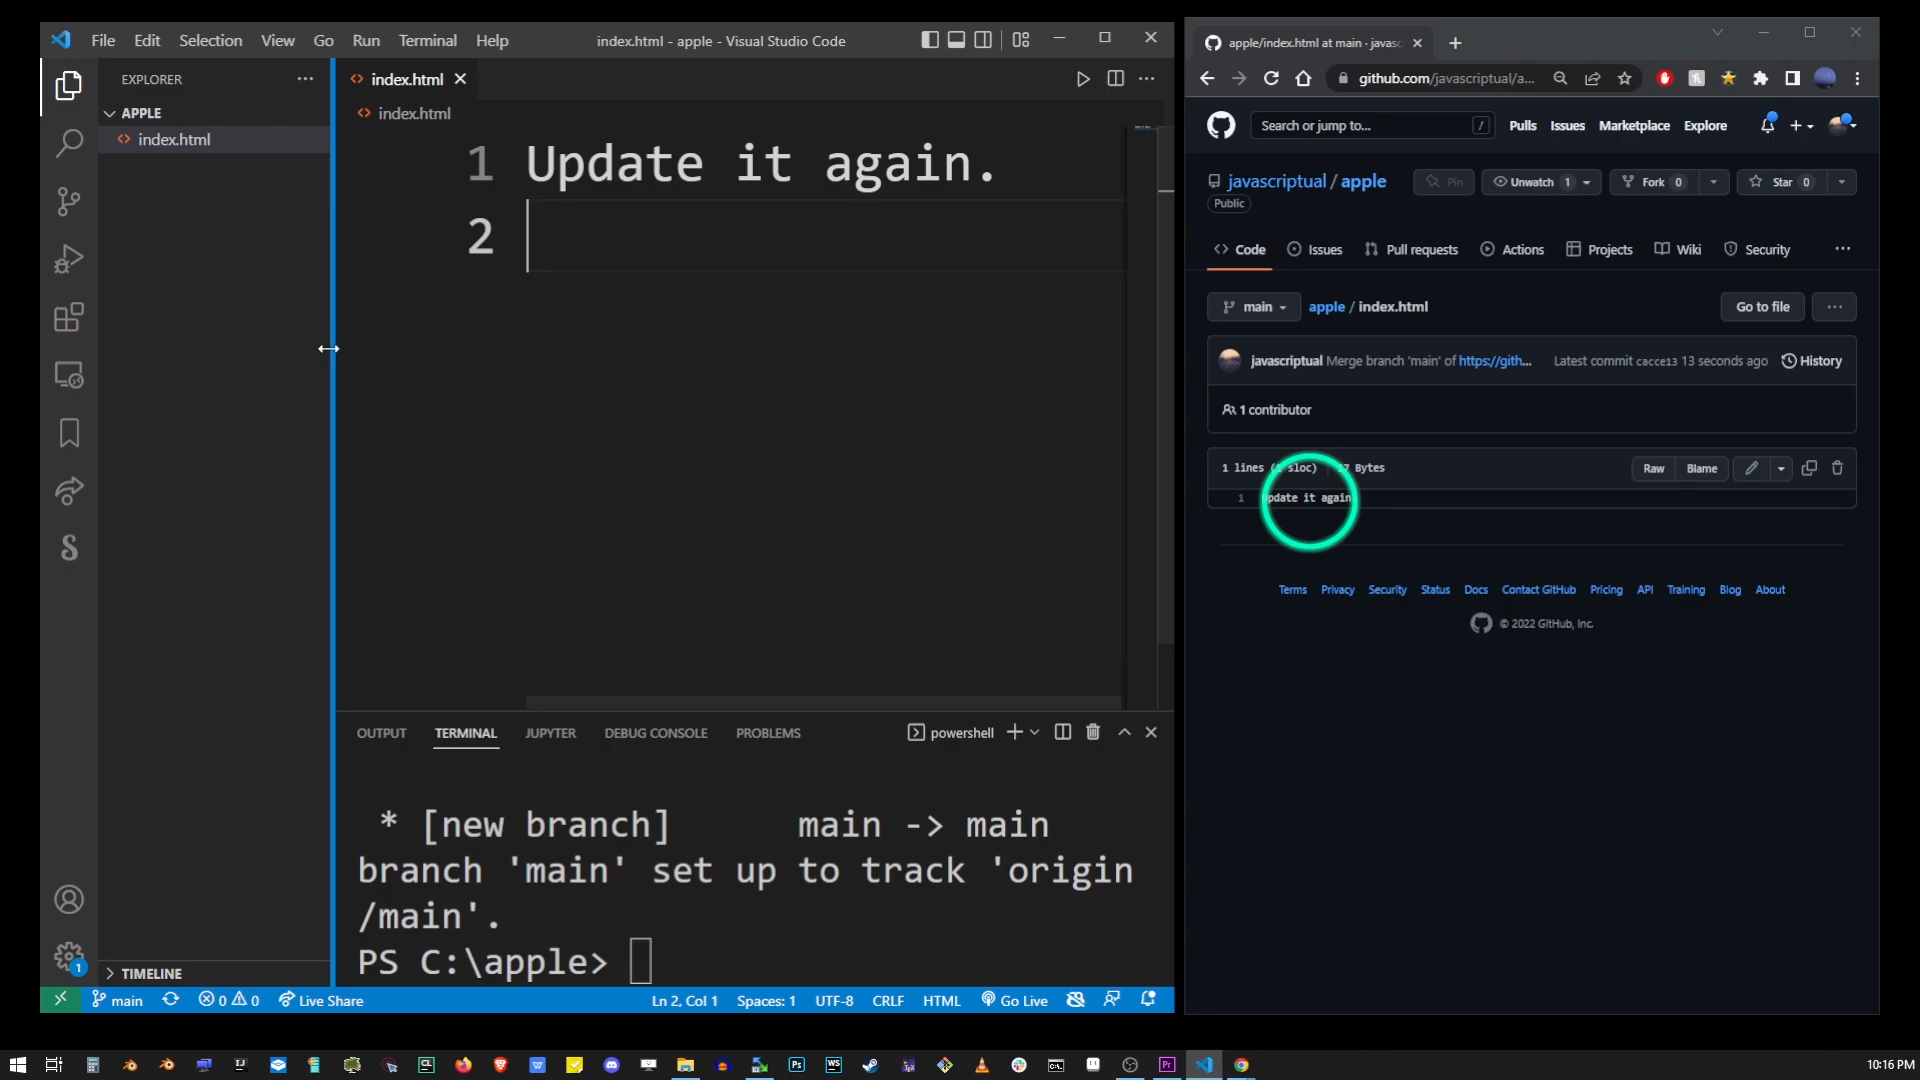 File Edit Selection View Go Run Terminal Help
index.html - apple - Visual Studio Code
EXPLORER
APPLE
index.html
index.html
index.html
1 Update it again.
2
OUTPUT TERMINAL JUPYTER DEBUG CONSOLE PROBLEMS
powershell
* [new branch] main -> main
branch 'main' set up to track 'origin
/main'.
PS C:\apple>
TIMELINE
1
main 0 0 Live Share
Ln 2, Col 1 Spaces: 1 UTF-8 CRLF HTML Go Live
apple/index.html at main · javasc
github.com/javascriptual/a...
Search or jump to... /
Pulls Issues Marketplace Explore
javascriptual / apple
Public
Pin Unwatch 1 Fork 0 Star 0
Code Issues Pull requests Actions Projects Wiki Security
main apple / index.html Go to file
javascriptual Merge branch 'main' of https://gith... Latest commit cacce13 13 seconds ago History
1 contributor
1 lines sloc) Bytes
Raw Blame
1 it again
Terms Privacy Security Status Docs Contact GitHub Pricing API Training Blog About
© 2022 GitHub, Inc.
10:16 PM